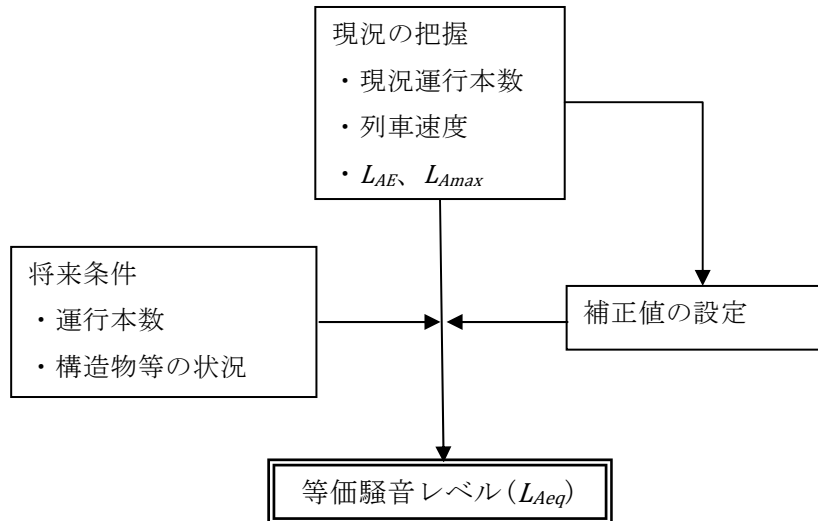 現況の把握
・現況運行本数
・列車速度
・LAE、LAmax
将来条件
・運行本数
・構造物等の状況
補正値の設定
等価騒音レベル(LAeq)